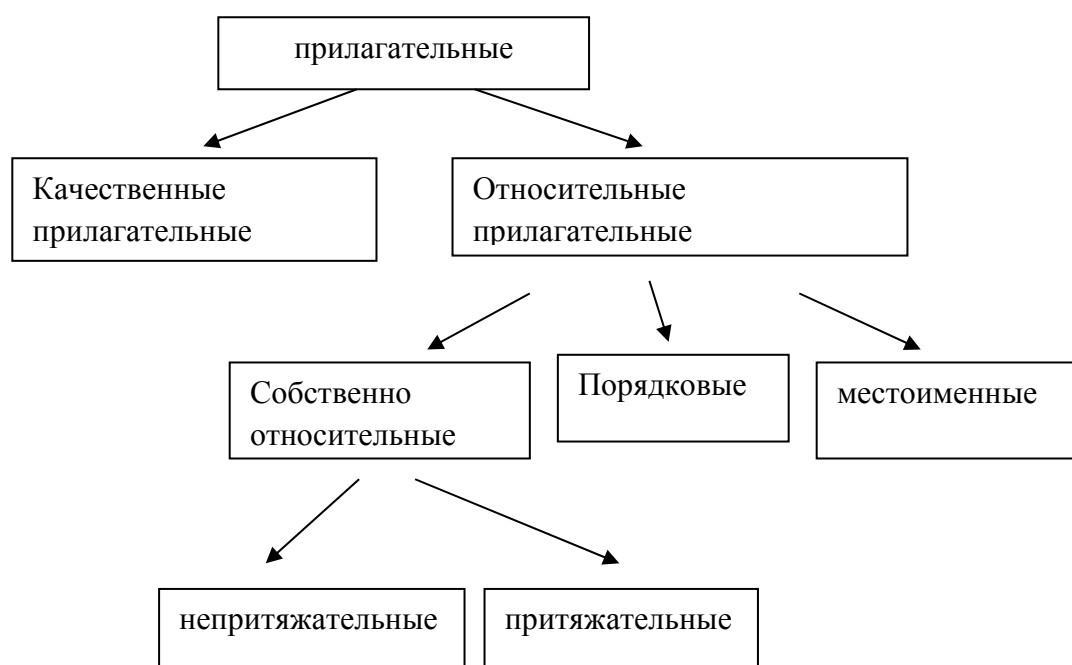 прилагательные
Качественные
прилагательные
Относительные
прилагательные
Собственно
относительные
Порядковые
местоименные
непритяжательные
притяжательные